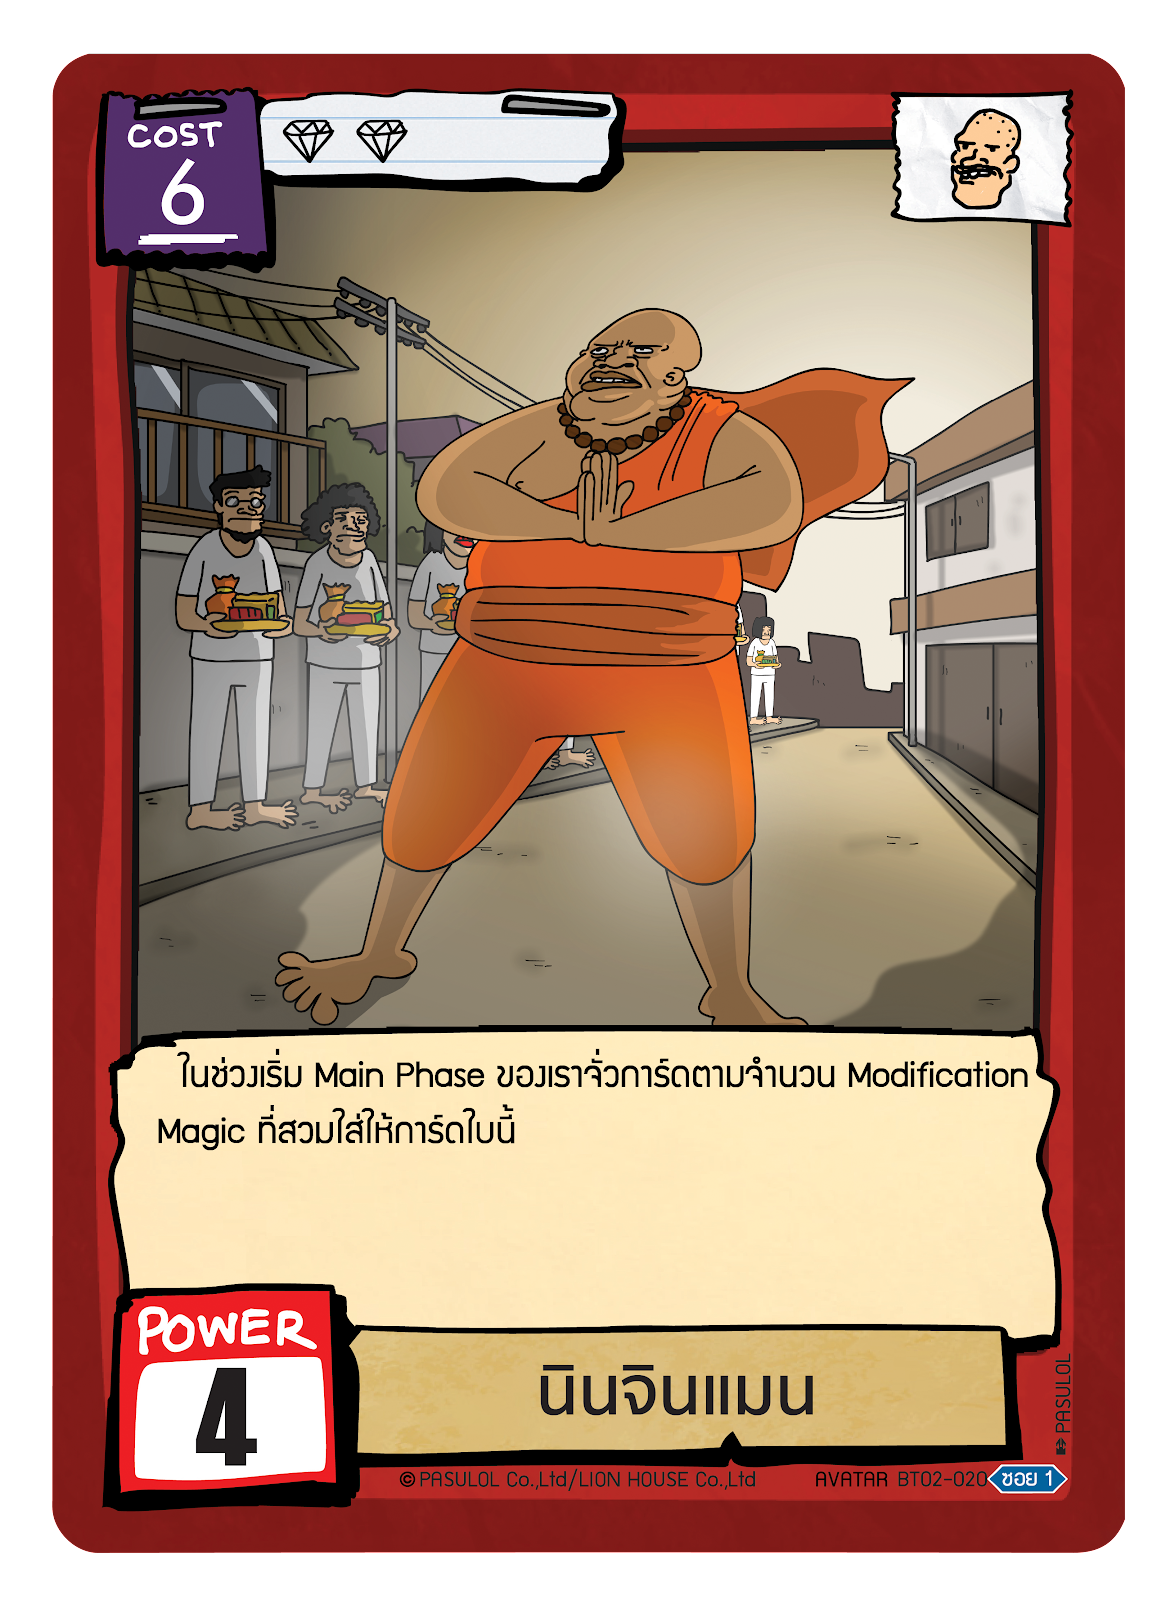 COST
6
ในช่วงเริ่ม Main Phase ของเราจั่วการ์ดตามจำนวน Modification
Magic ที่สวมใส่ให้การ์ดใบนี้
POWER
4
นินจินแมน
PASULOL
© PASULOL Co.,Ltd/LION HOUSE Co.,Ltd
AVATAR BT02-020 ซอย 1